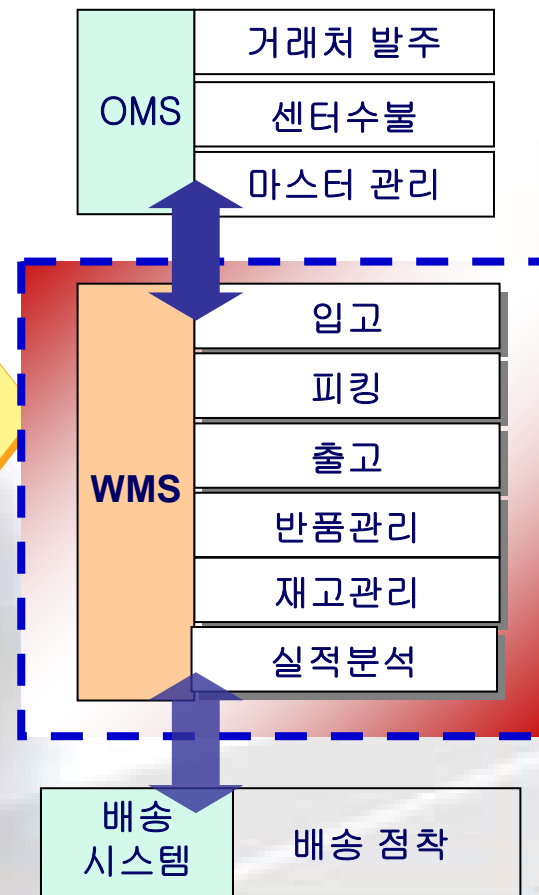 OMS
거래처 발주
센터수불
마스터 관리
WMS
입고
피킹
출고
반품관리
재고관리
실적분석
배송
시스템
배송 점착